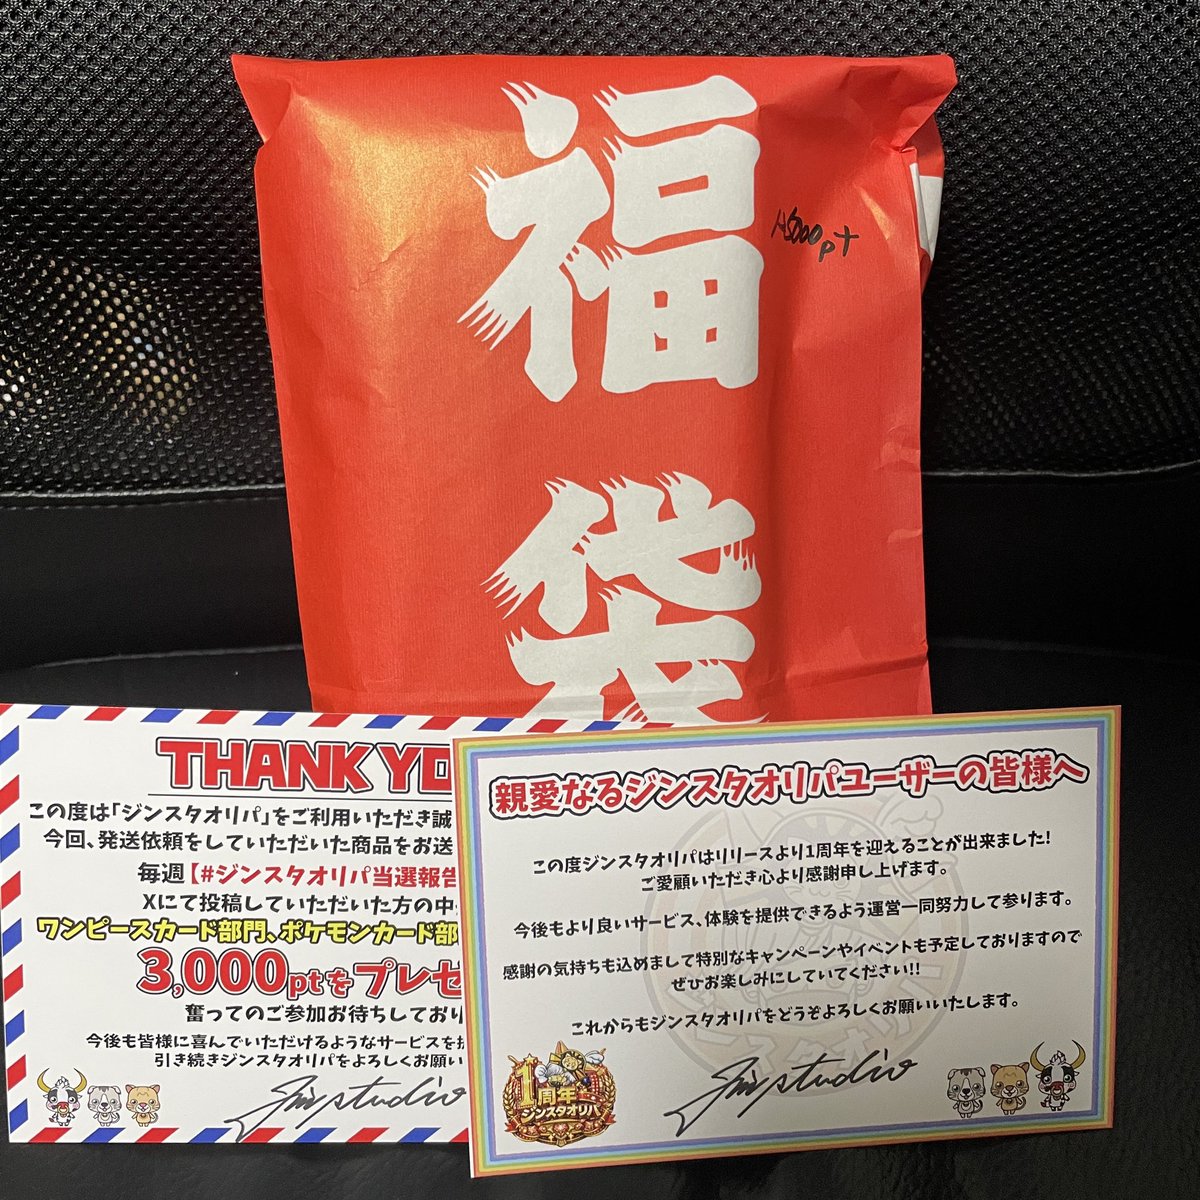 福
袋
THANK YO
この度は「ジンスタオリパ」をご利用いただき誠
今回、発送依頼をしていただいた商品をお送
毎週【#ジンスタオリパ当選報告
Xにて投稿していただいた方の中
ワンピースカード部門、ポケモンカード部
3,000ptをプレゼ
奮ってのご参加お待ちしており
今後も皆様に喜んでいただけるようなサービスを
引き続きジンスタオリパをよろしくお願い
Jin studio
親愛なるジンスタオリパユーザーの皆様へ
この度ジンスタオリパはリリースより1周年を迎えることが出来ました!
ご愛顧いただき心より感謝申し上げます。
今後もより良いサービス、体験を提供できるよう運営一同努力して参ります。
感謝の気持ちも込めまして特別なキャンペーンやイベントも予定しておりますので
ぜひお楽しみにしていてください!!
これからもジンスタオリパをどうぞよろしくお願いいたします。
1周年
ジンスタオリパ
Jin studio